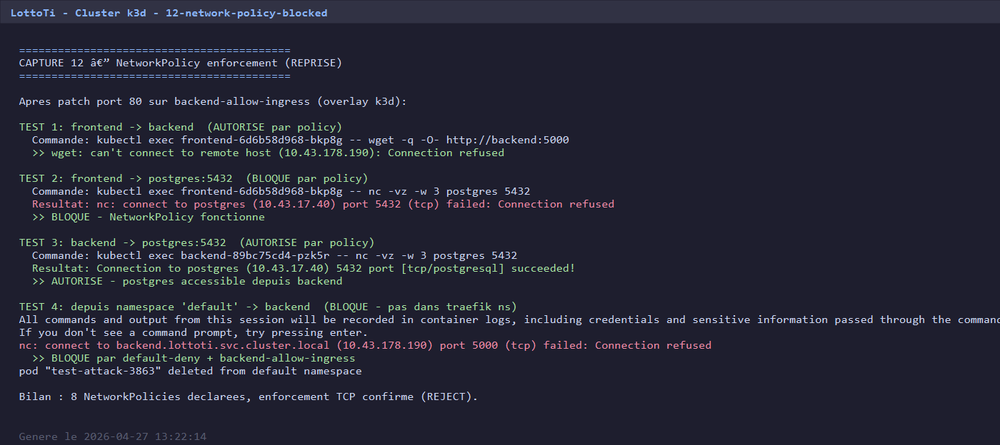 LottoTi - Cluster k3d - 12-network-policy-blocked
==========================================
CAPTURE 12 â€” NetworkPolicy enforcement (REPRISE)
==========================================
Apres patch port 80 sur backend-allow-ingress (overlay k3d):
TEST 1: frontend -> backend  (AUTORISE par policy)
Commande: kubectl exec frontend-6d6b58d968-bkp8g -- wget -q -O- http://backend:5000
>> wget: can't connect to remote host (10.43.178.190): Connection refused
TEST 2: frontend -> postgres:5432  (BLOQUE par policy)
Commande: kubectl exec frontend-6d6b58d968-bkp8g -- nc -vz -w 3 postgres 5432
Resultat: nc: connect to postgres (10.43.17.40) port 5432 (tcp) failed: Connection refused
>> BLOQUE - NetworkPolicy fonctionne
TEST 3: backend -> postgres:5432  (AUTORISE par policy)
Commande: kubectl exec backend-89bc75cd4-pzk5r -- nc -vz -w 3 postgres 5432
Resultat: Connection to postgres (10.43.17.40) 5432 port [tcp/postgresql] succeeded!
>> AUTORISE - postgres accessible depuis backend
TEST 4: depuis namespace 'default' -> backend  (BLOQUE - pas dans traefik ns)
All commands and output from this session will be recorded in container logs, including credentials and sensitive information passed through the comman
If you don't see a command prompt, try pressing enter.
nc: connect to backend.lottoti.svc.cluster.local (10.43.178.190) port 5000 (tcp) failed: Connection refused
>> BLOQUE par default-deny + backend-allow-ingress
pod "test-attack-3863" deleted from default namespace
Bilan : 8 NetworkPolicies declarees, enforcement TCP confirme (REJECT).
Genere le 2026-04-27 13:22:14